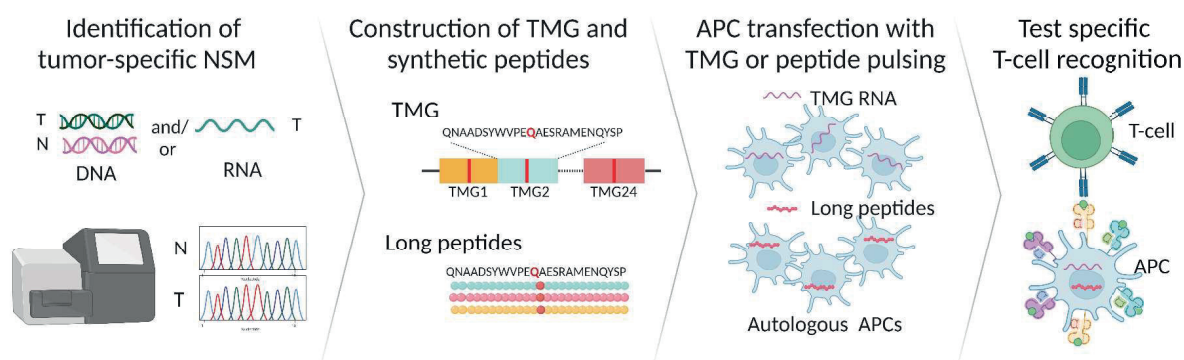 Identification of
tumor-specific NSM
T
N
DNA
and/
or
RNA
T
N
T
Construction of TMG and
synthetic peptides
TMG
QNAADSYWVPEQAESRAMENQYSP
TMG1
TMG2
TMG24
Long peptides
QNAADSYWVPEQAESRAMENQYSP
APC transfection with
TMG or peptide pulsing
TMG RNA
Long peptides
Autologous APCs
Test specific
T-cell recognition
T-cell
APC